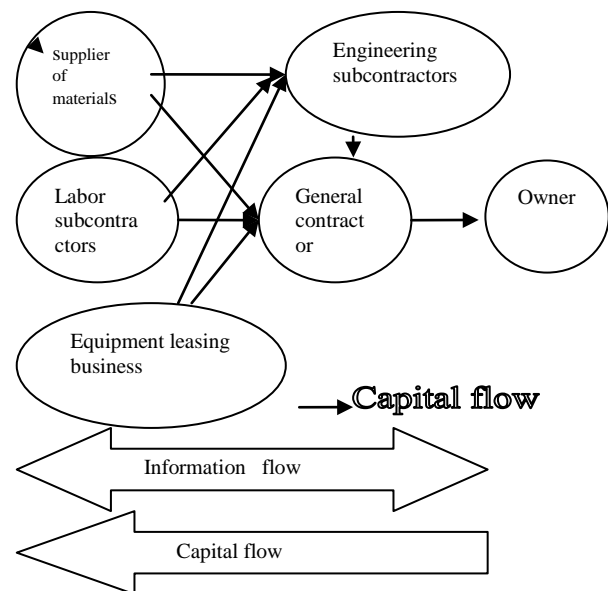 Supplier
of
materials
Engineering
subcontractors
Labor
subcontra
ctors
General
contract
or
Owner
Equipment leasing
business
Capital flow
Information flow
Capital flow